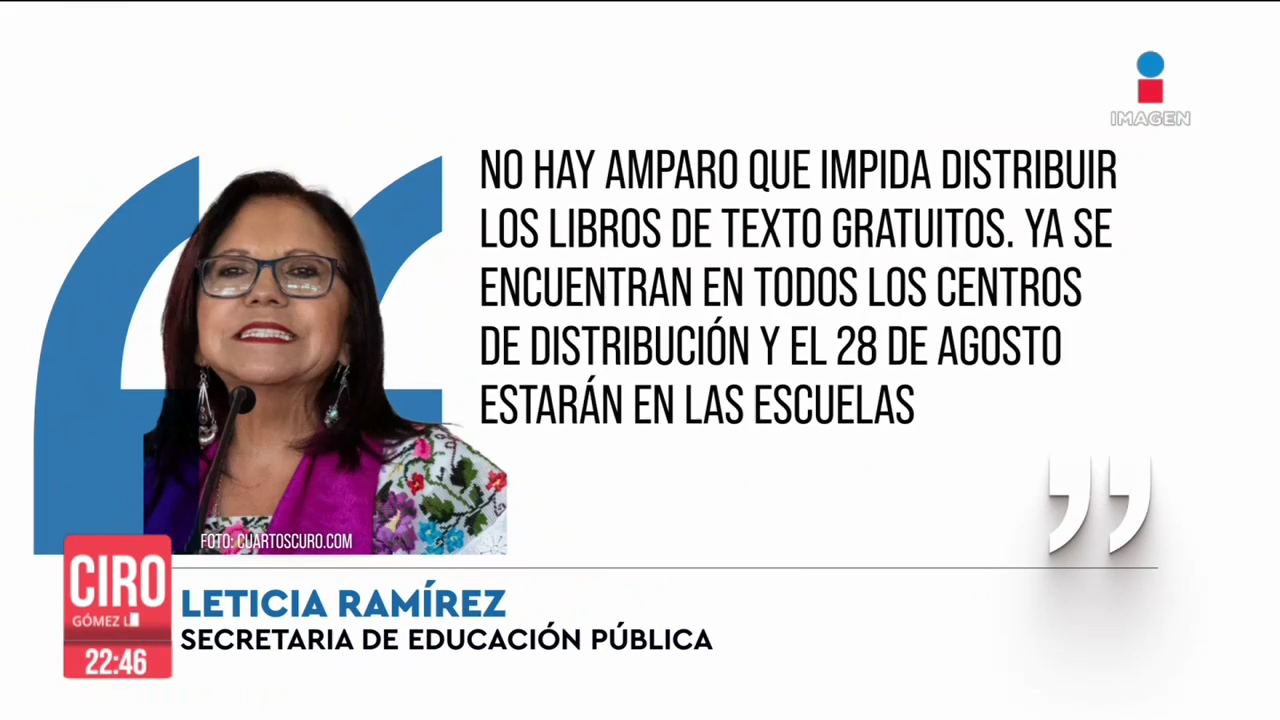 IMAGEN
NO HAY AMPARO QUE IMPIDA DISTRIBUIR
LOS LIBROS DE TEXTO GRATUITOS. YA SE
ENCUENTRAN EN TODOS LOS CENTROS
DE DISTRIBUCIÓN Y EL 28 DE AGOSTO
ESTARÁN EN LAS ESCUELAS
FOTO: CUARTOSCURO.COM
CIRO
GÓMEZ L
22:46
LETICIA RAMÍREZ
SECRETARIA DE EDUCACIÓN PÚBLICA